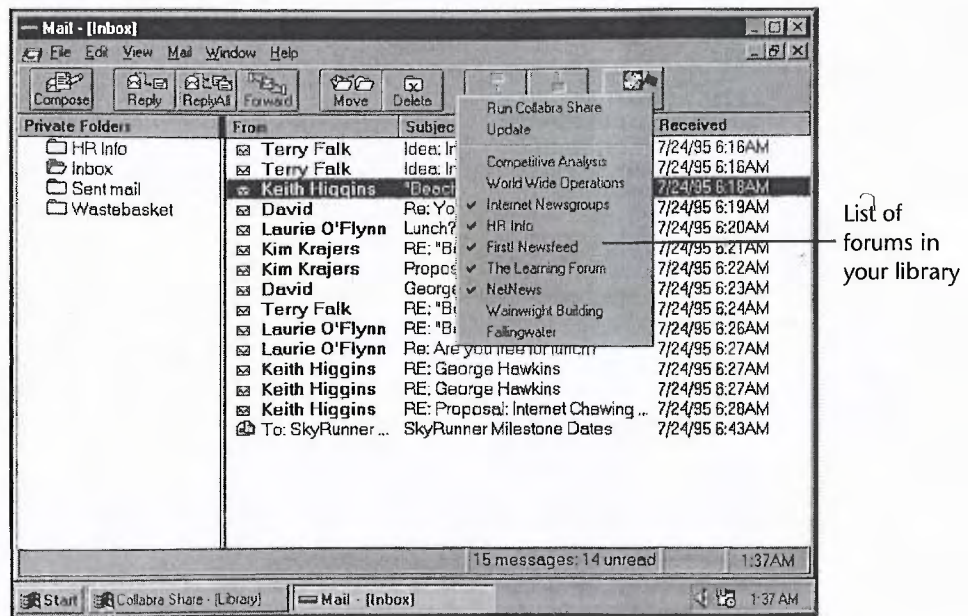 Mail - [Inbox]
File Edit View Mail Window Help
Compose Reply ReplyAll Forward Move Delete
Private Folders From Subjec Received
HR Info
Inbox
Sent mail
Wastebasket
Terry Falk Idea: In 7/24/95 6:16AM
Terry Falk Idea: In 7/24/95 6:16AM
Keith Higgins "Beach 7/24/95 6:18AM
David Re: Yo 7/24/95 6:19AM
Laurie O'Flynn Lunch? 7/24/95 6:20AM
Kim Krajers RE: "Be 7/24/95 6:21AM
Kim Krajers Propos 7/24/95 6:22AM
David George 7/24/95 6:23AM
Terry Falk RE: "Be 7/24/95 6:24AM
Laurie O'Flynn RE: "B 7/24/95 6:26AM
Laurie O'Flynn Re: Are you free for lunch? 7/24/95 6:27AM
Keith Higgins RE: George Hawkins 7/24/95 6:27AM
Keith Higgins RE: George Hawkins 7/24/95 6:27AM
Keith Higgins RE: Proposal: Internet Chewing ... 7/24/95 6:28AM
To: SkyRunner ... SkyRunner Milestone Dates 7/24/95 6:43AM
Run Collabra Share
Update
Competitive Analysis
World Wide Operations
Internet Newsgroups
HR Info
First! Newsfeed
The Learning Forum
NetNews
Wainwright Building
Fallingwater
List of
forums in
your library
15 messages: 14 unread 1:37AM
Start Collabra Share - [Library] Mail - [Inbox] 1:37 AM